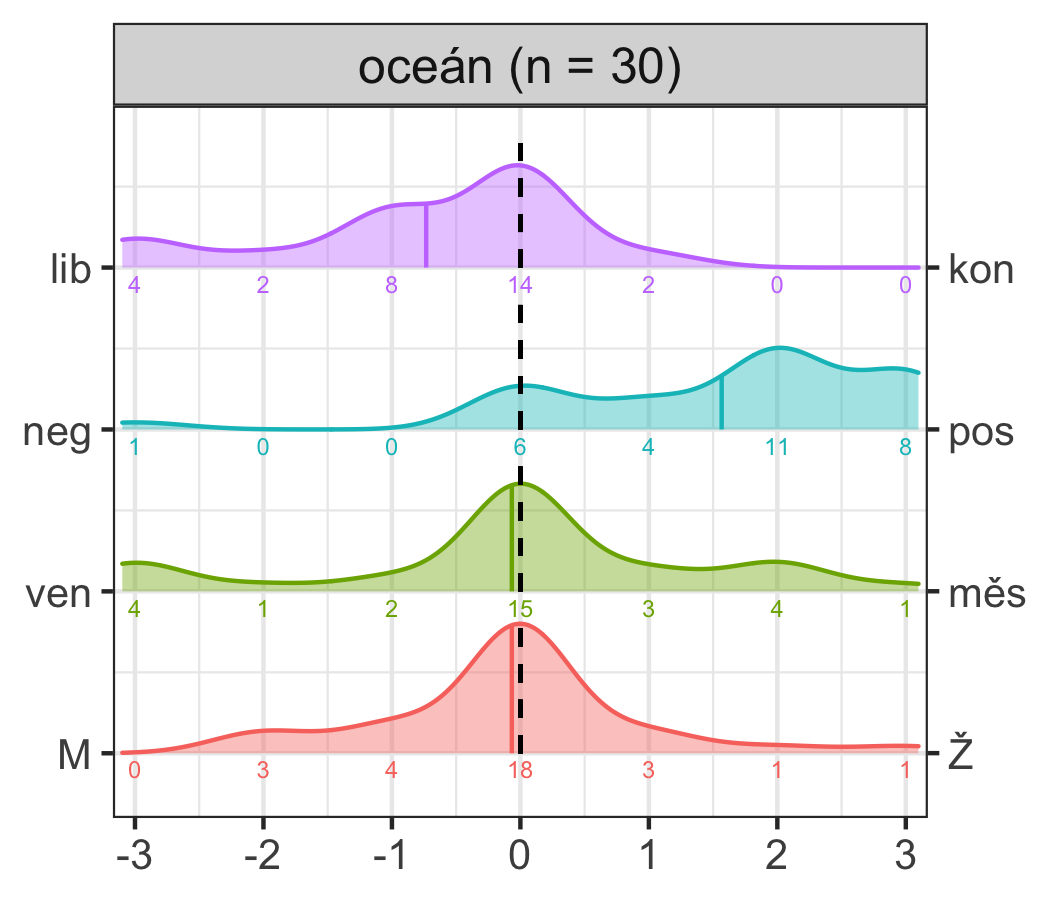 oceán (n = 30)
lib kon
4 2 8 14 2 0 0
neg pos
1 0 0 6 4 11 8
ven měs
4 1 2 15 3 4 1
M Ž
0 3 4 18 3 1 1
-3 -2 -1 0 1 2 3